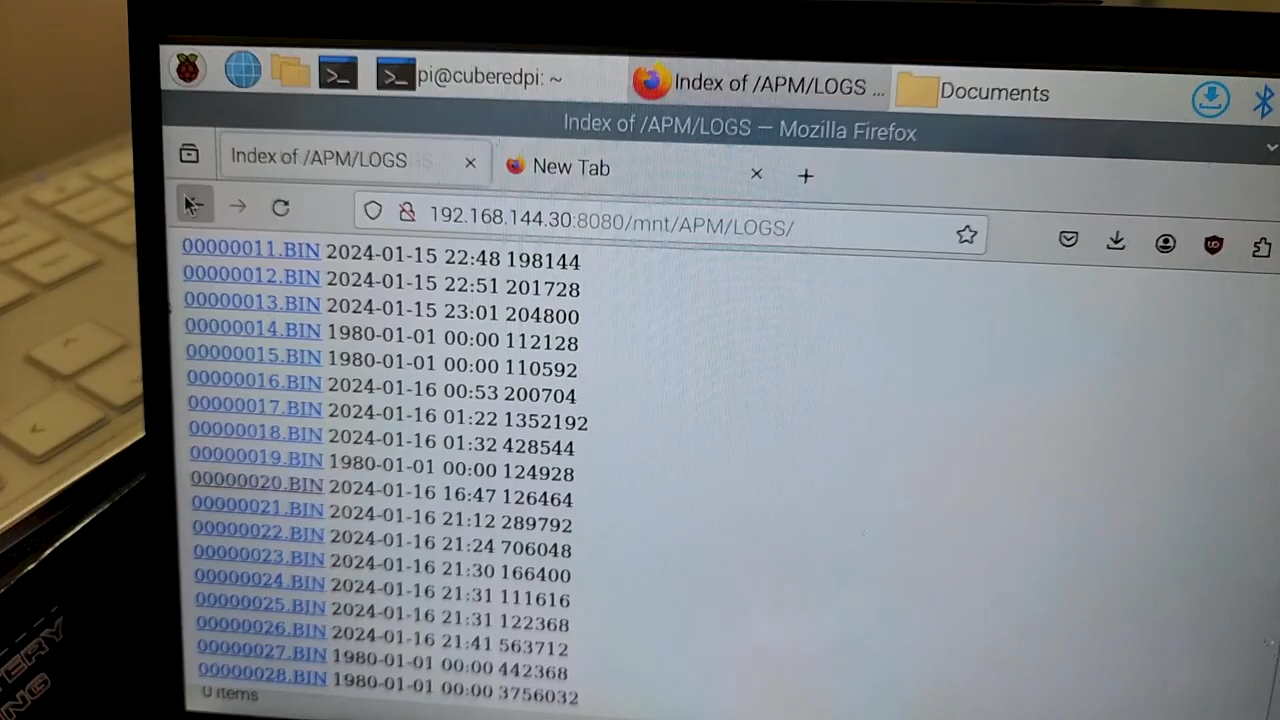 pi@cuberedpi: ~
Index of /APM/LOGS ...
Documents
Index of /APM/LOGS — Mozilla Firefox
Index of /APM/LOGS
New Tab
192.168.144.30:8080/mnt/APM/LOGS/
00000011.BIN 2024-01-15 22:48 198144
00000012.BIN 2024-01-15 22:51 201728
00000013.BIN 2024-01-15 23:01 204800
00000014.BIN 1980-01-01 00:00 112128
00000015.BIN 1980-01-01 00:00 110592
00000016.BIN 2024-01-16 00:53 200704
00000017.BIN 2024-01-16 01:22 1352192
00000018.BIN 2024-01-16 01:32 428544
00000019.BIN 1980-01-01 00:00 124928
00000020.BIN 2024-01-16 16:47 126464
00000021.BIN 2024-01-16 21:12 289792
00000022.BIN 2024-01-16 21:24 706048
00000023.BIN 2024-01-16 21:30 166400
00000024.BIN 2024-01-16 21:31 111616
00000025.BIN 2024-01-16 21:31 122368
00000026.BIN 2024-01-16 21:41 563712
00000027.BIN 1980-01-01 00:00 442368
00000028.BIN 1980-01-01 00:00 3756032
0 items